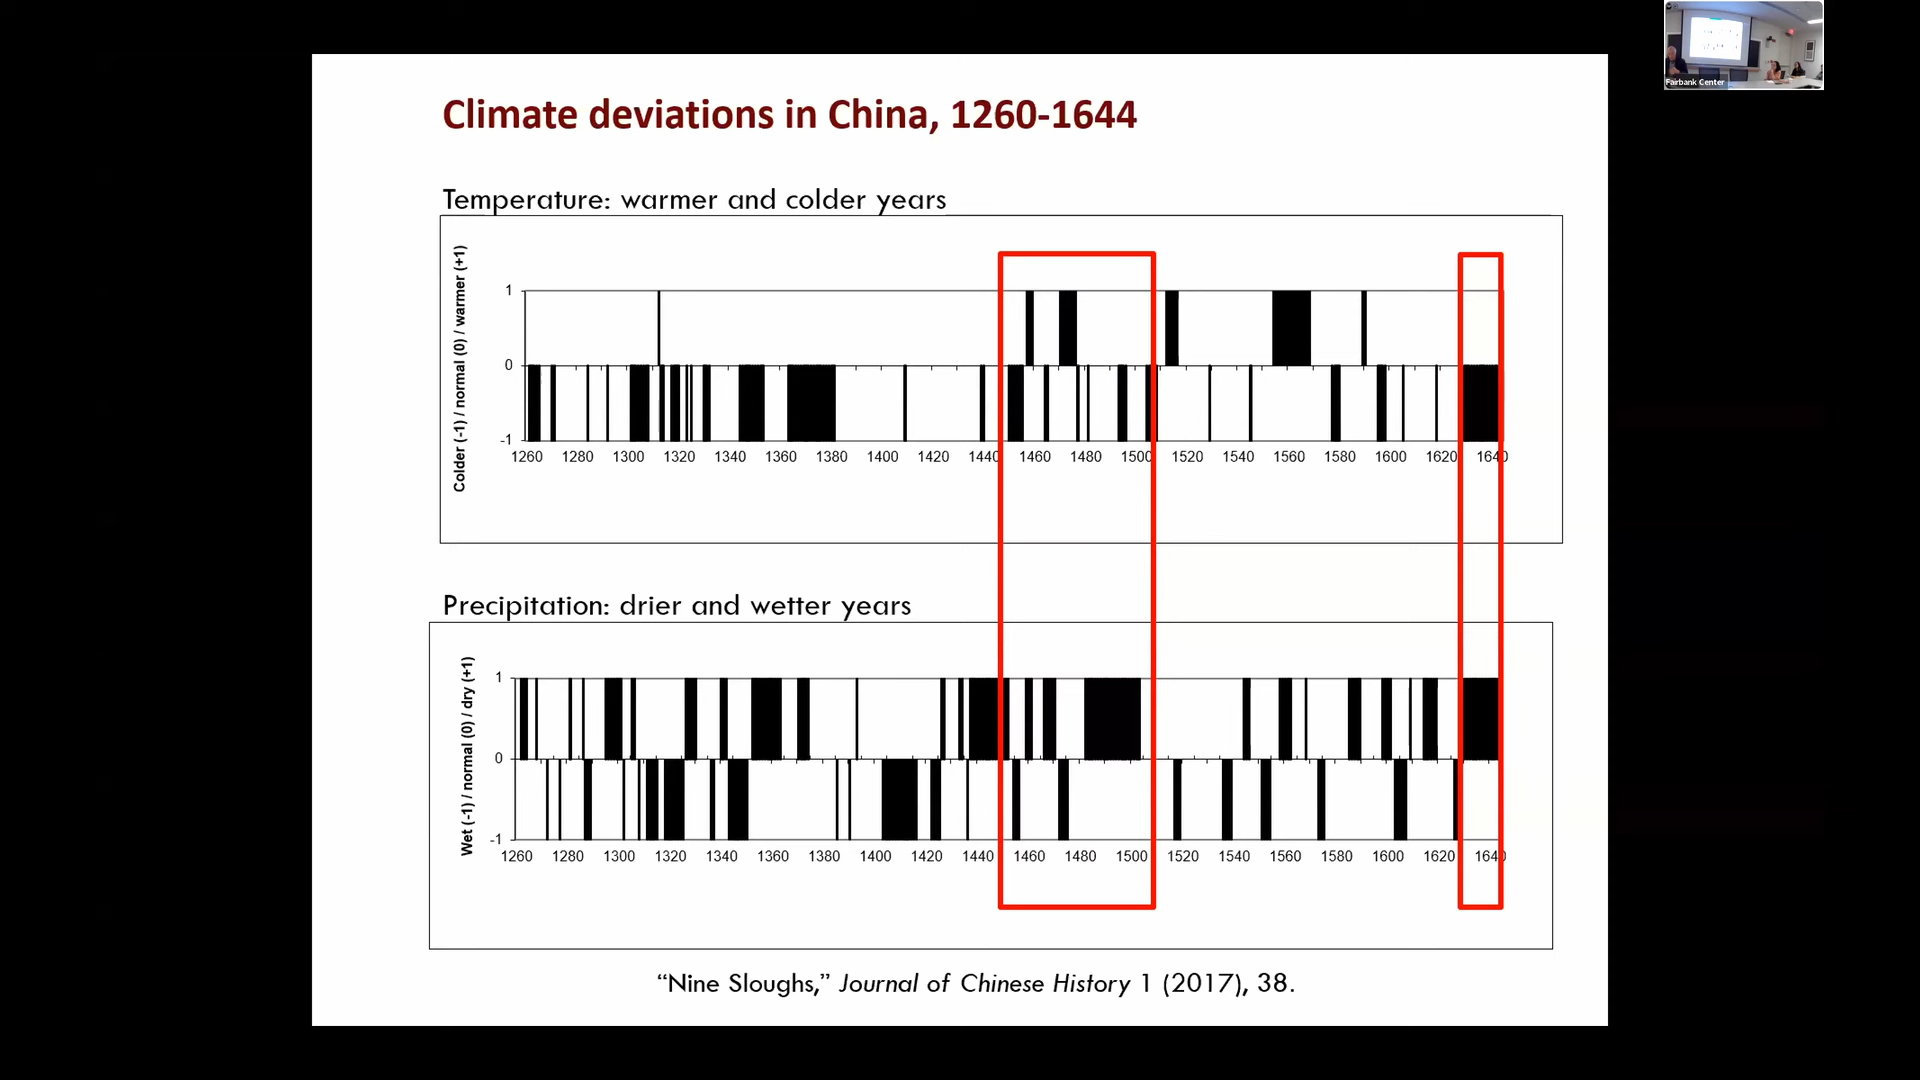 Fairbank Center
Climate deviations in China, 1260-1644
Temperature: warmer and colder years
Colder (-1) / normal (0) / warmer (+1)
1
0
-1
1260 1280 1300 1320 1340 1360 1380 1400 1420 1440 1460 1480 1500 1520 1540 1560 1580 1600 1620 1640
Precipitation: drier and wetter years
Wet (-1) / normal (0) / dry (+1)
1
0
-1
1260 1280 1300 1320 1340 1360 1380 1400 1420 1440 1460 1480 1500 1520 1540 1560 1580 1600 1620 1640
“Nine Sloughs,” Journal of Chinese History 1 (2017), 38.